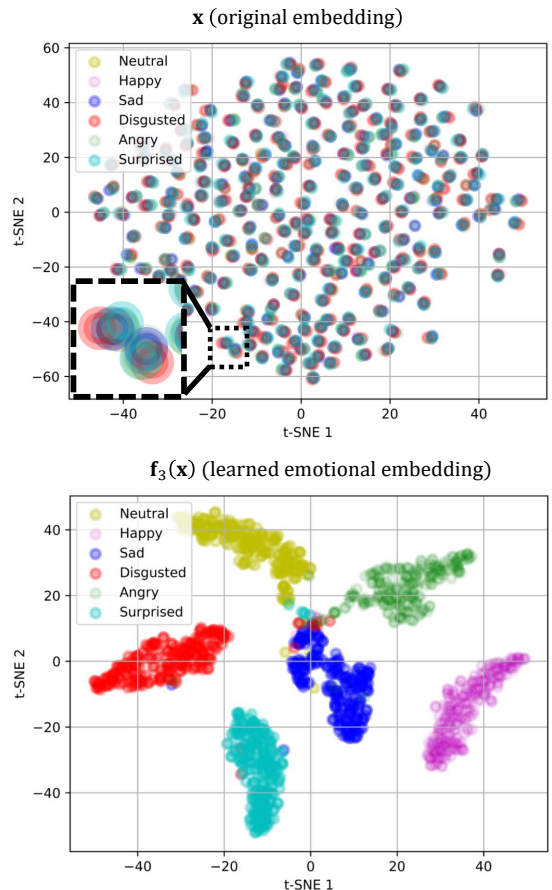 x (original embedding)
60
40
20
0
−20
−40
−60
t-SNE 2
Neutral
Happy
Sad
Disgusted
Angry
Surprised
−40
−20
0
20
40
t-SNE 1
f₃(x) (learned emotional embedding)
40
20
0
−20
−40
t-SNE 2
Neutral
Happy
Sad
Disgusted
Angry
Surprised
−40
−20
0
20
40
t-SNE 1